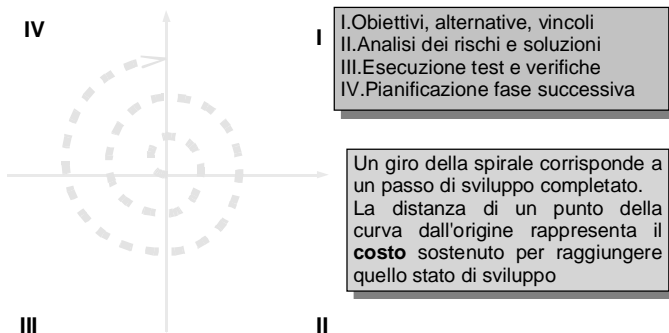 IV
I
I.Obiettivi, alternative, vincoli
II.Analisi dei rischi e soluzioni
III.Esecuzione test e verifiche
IV.Pianificazione fase successiva
Un giro della spirale corrisponde a
un passo di sviluppo completato.
La distanza di un punto della
curva dall'origine rappresenta il
costo sostenuto per raggiungere
quello stato di sviluppo
III
II